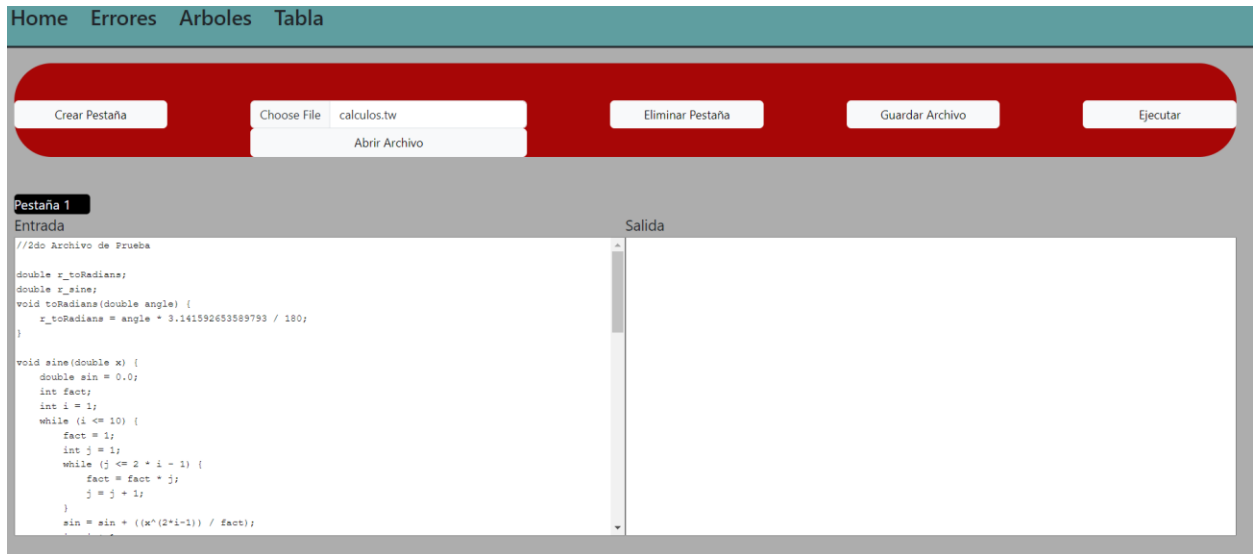 Home Errores Arboles Tabla
Crear Pestaña
Choose File calculos.tw
Eliminar Pestaña
Guardar Archivo
Ejecutar
Abrir Archivo
Pestaña 1
Entrada
Salida
//2do Archivo de Prueba
double r_toRadians;
double r_sine;
void toRadians(double angle) {
    r_toRadians = angle * 3.141592653589793 / 180;
}
void sine(double x) {
    double sin = 0.0;
    int fact;
    int i = 1;
    while (i <= 10) {
        fact = 1;
        int j = 1;
        while (j <= 2 * i - 1) {
            fact = fact * j;
            j = j + 1;
        }
        sin = sin + ((x^(2*i-1)) / fact);